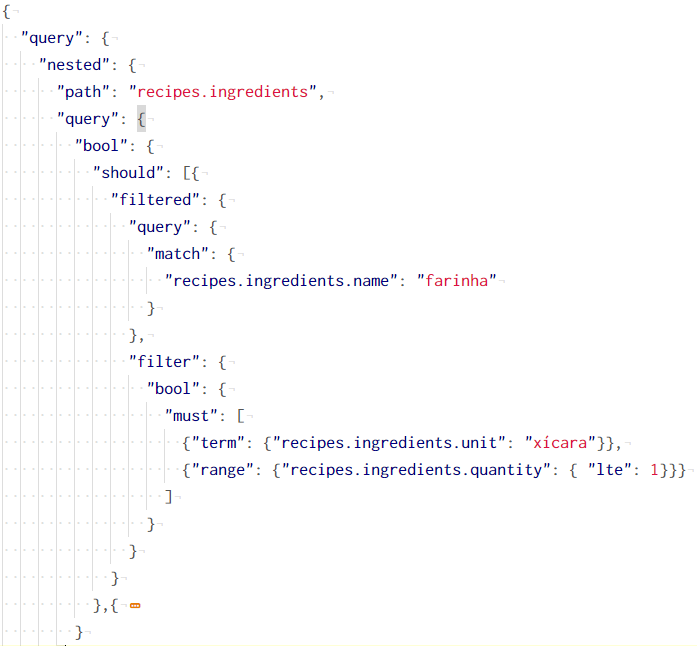 {
"query": {
"nested": {
"path": "recipes.ingredients",
"query": {
"bool": {
"should": [{
"filtered": {
"query": {
"match": {
"recipes.ingredients.name": "farinha"
}
},
"filter": {
"bool": {
"must": [
{"term": {"recipes.ingredients.unit": "xícara"}},
{"range": {"recipes.ingredients.quantity": { "lte": 1}}}
]
}
}
}
},{
}